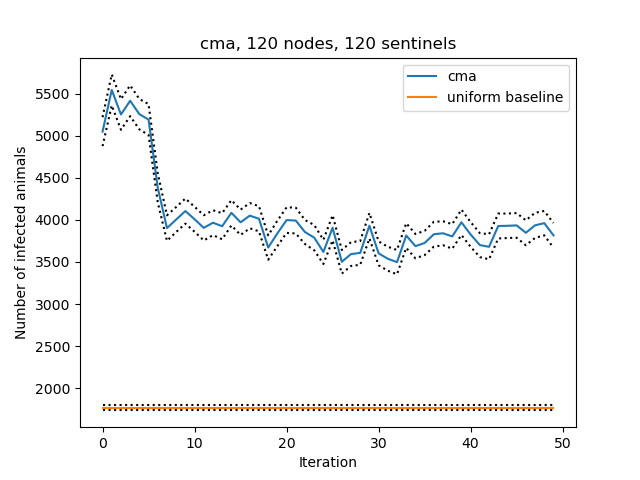 cma, 120 nodes, 120 sentinels
cma
uniform baseline
5500
5000
4500
4000
3500
3000
2500
2000
Number of infected animals
0 10 20 30 40 50
Iteration